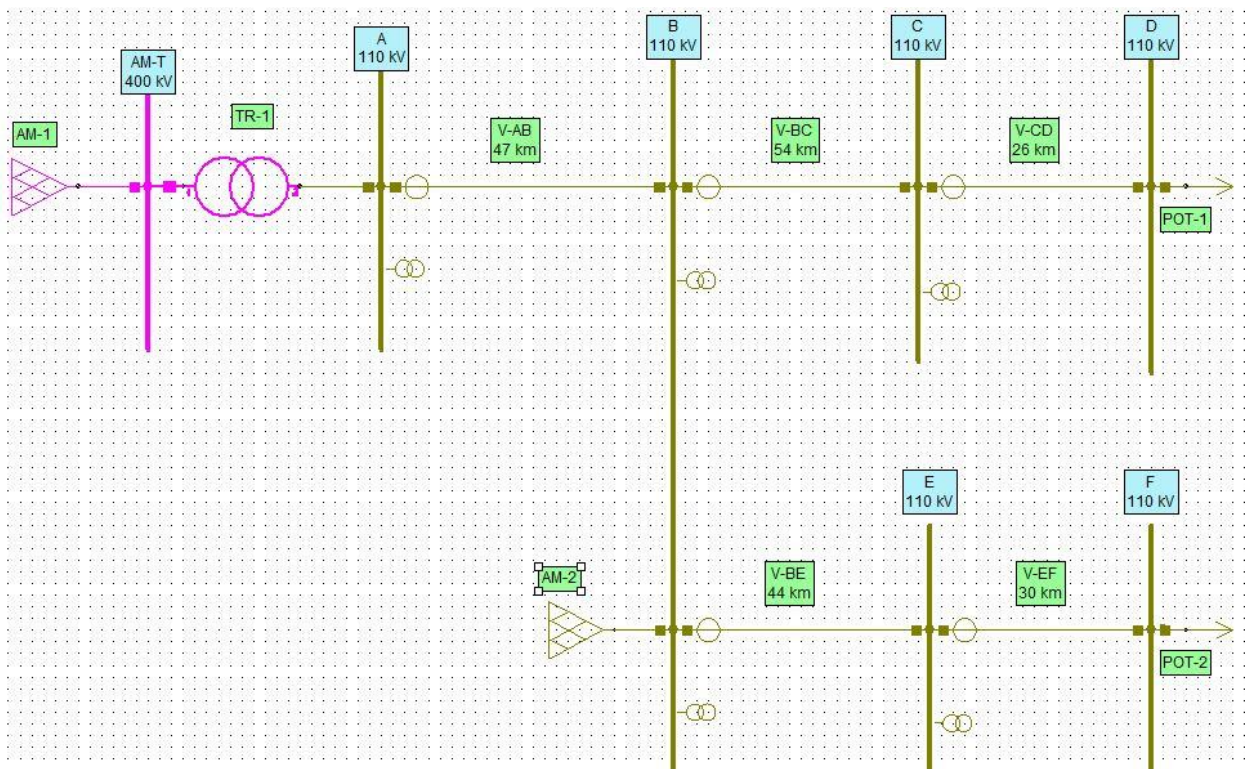 AM-T
400 kV
A
110 kV
B
110 kV
C
110 kV
D
110 kV
AM-1
TR-1
V-AB
47 km
V-BC
54 km
V-CD
26 km
1
2
POT-1
E
110 kV
F
110 kV
AM-2
V-BE
44 km
V-EF
30 km
POT-2